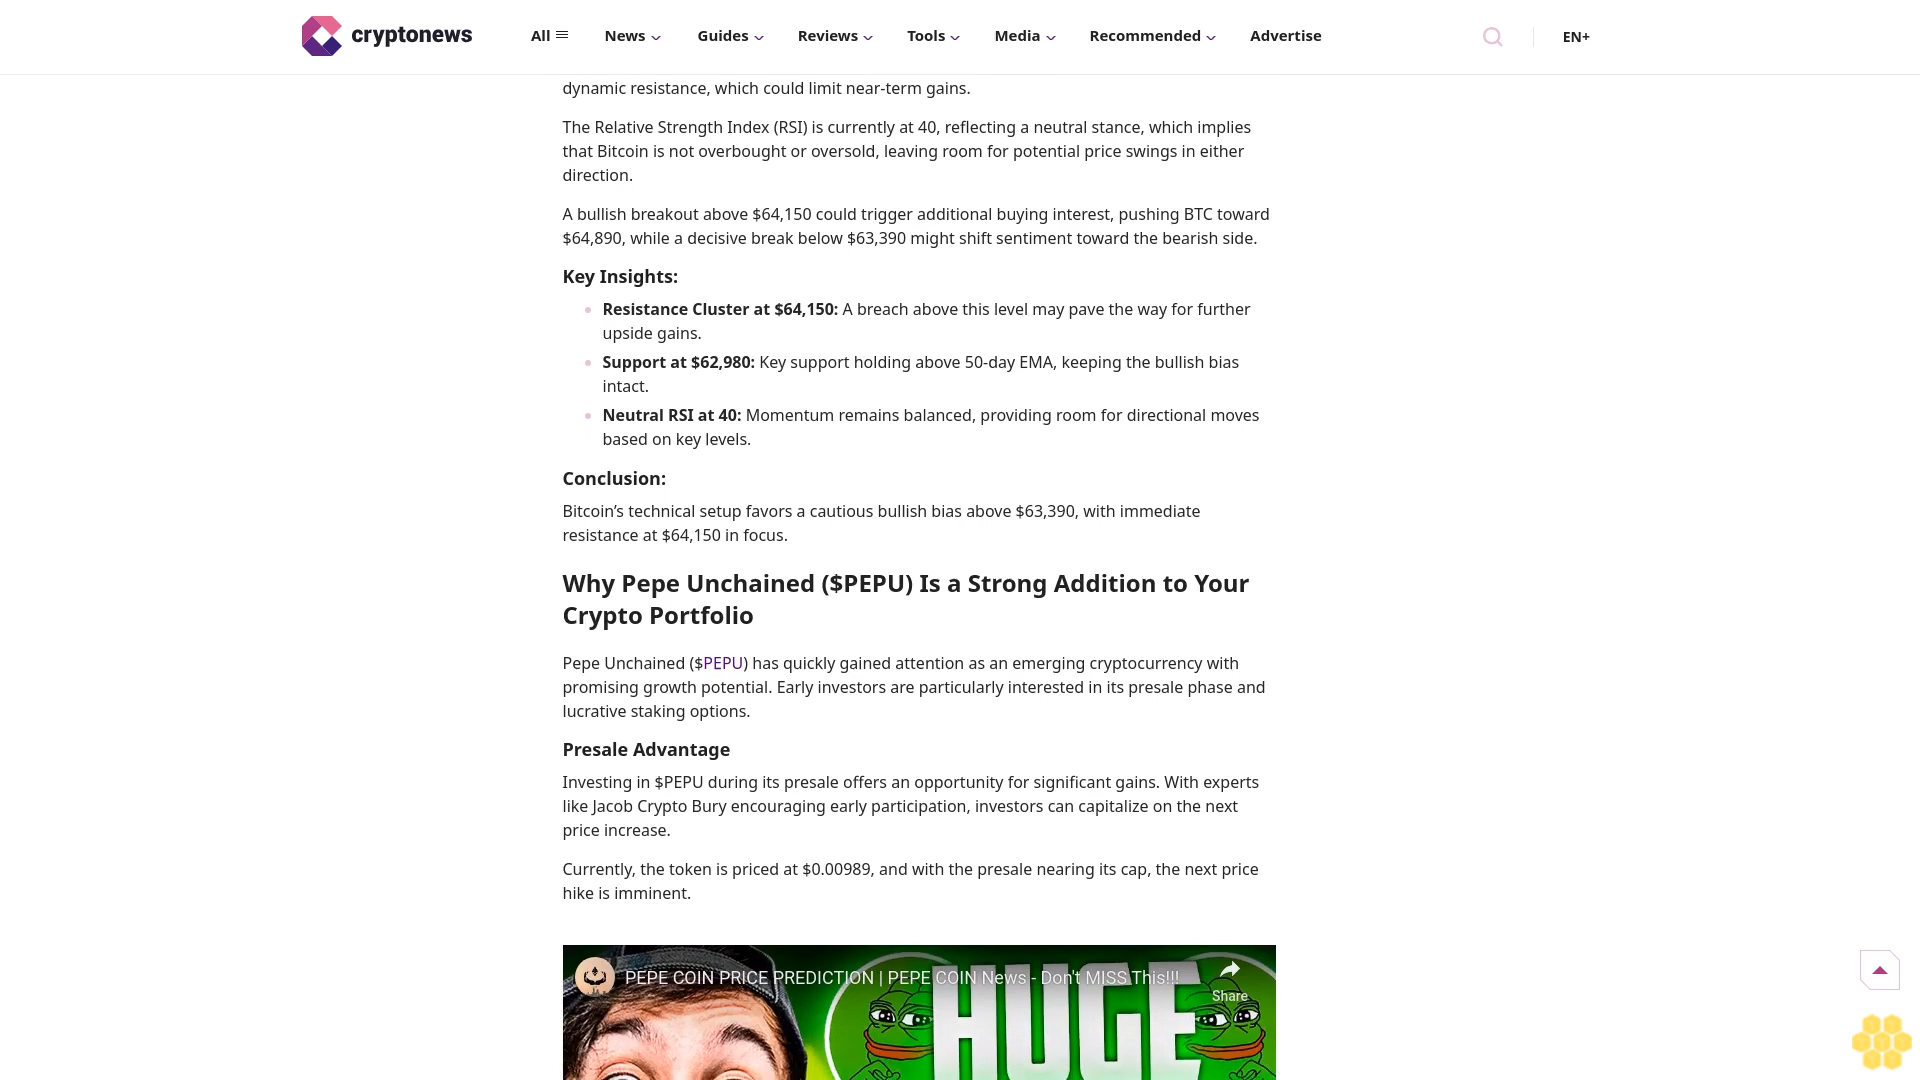 cryptonews
All
News
Guides
Reviews
Tools
Media
Recommended
Advertise
EN+
dynamic resistance, which could limit near-term gains.
The Relative Strength Index (RSI) is currently at 40, reflecting a neutral stance, which implies
that Bitcoin is not overbought or oversold, leaving room for potential price swings in either
direction.
A bullish breakout above $64,150 could trigger additional buying interest, pushing BTC toward
$64,890, while a decisive break below $63,390 might shift sentiment toward the bearish side.
Key Insights:
Resistance Cluster at $64,150: A breach above this level may pave the way for further
upside gains.
Support at $62,980: Key support holding above 50-day EMA, keeping the bullish bias
intact.
Neutral RSI at 40: Momentum remains balanced, providing room for directional moves
based on key levels.
Conclusion:
Bitcoin’s technical setup favors a cautious bullish bias above $63,390, with immediate
resistance at $64,150 in focus.
Why Pepe Unchained ($PEPU) Is a Strong Addition to Your
Crypto Portfolio
Pepe Unchained ($PEPU) has quickly gained attention as an emerging cryptocurrency with
promising growth potential. Early investors are particularly interested in its presale phase and
lucrative staking options.
Presale Advantage
Investing in $PEPU during its presale offers an opportunity for significant gains. With experts
like Jacob Crypto Bury encouraging early participation, investors can capitalize on the next
price increase.
Currently, the token is priced at $0.00989, and with the presale nearing its cap, the next price
hike is imminent.
PEPE COIN PRICE PREDICTION | PEPE COIN News - Don't MISS This!!!
Share
HUGE